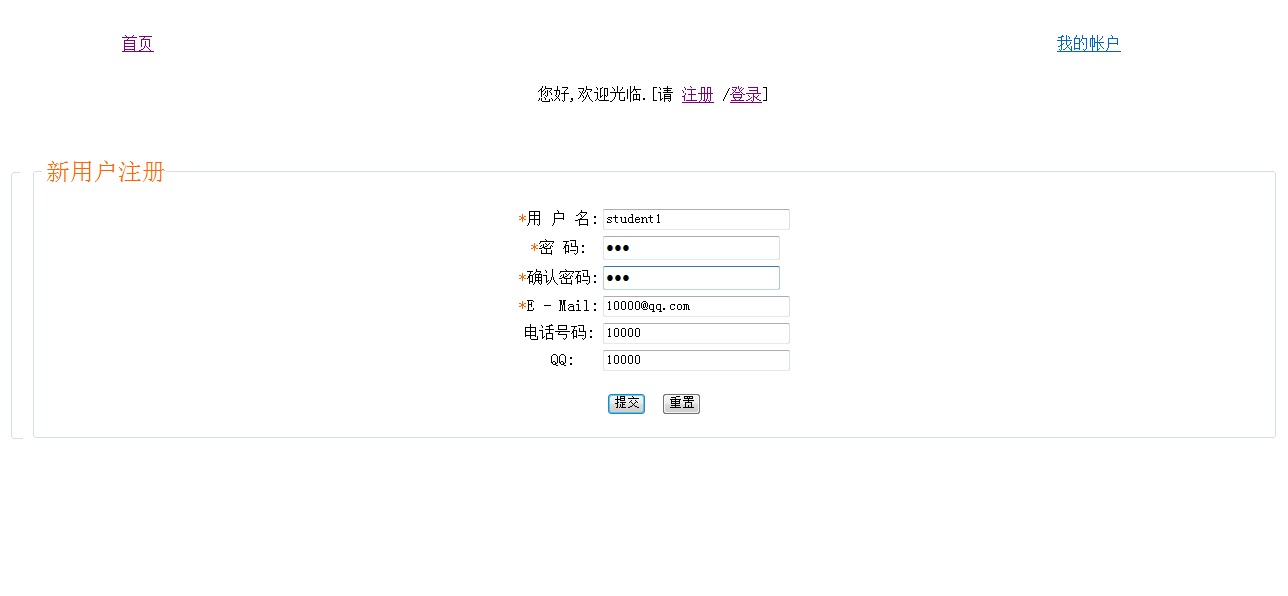 首页 我的帐户
您好,欢迎光临.[请 注册 /登录]
新用户注册
*用 户 名: student1
*密 码: ●●●
*确认密码: ●●●
*E - Mail: 10000@qq.com
电话号码: 10000
QQ: 10000
提交 重置